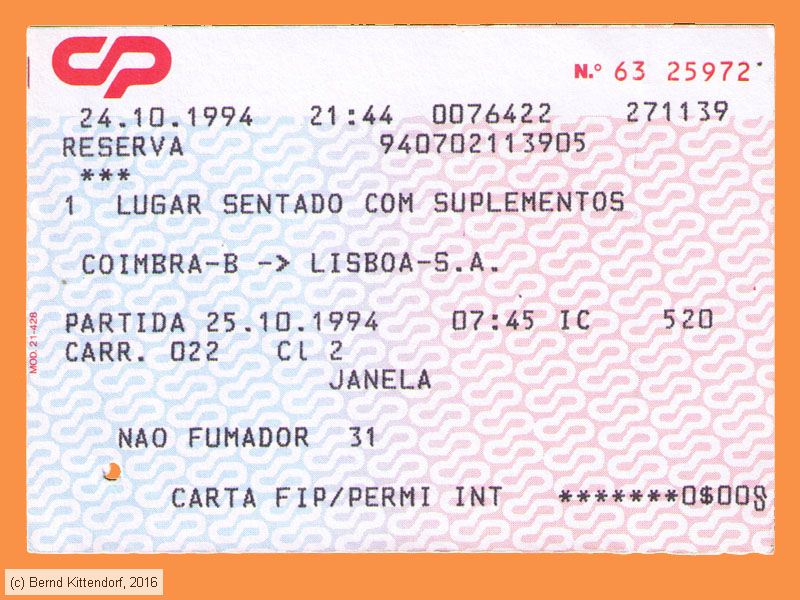 CP
N.º 63 25972
24.10.1994 21:44 0076422 271139
RESERVA 940702113905
***
1 LUGAR SENTADO COM SUPLEMENTOS
COIMBRA-B -> LISBOA-S.A.
PARTIDA 25.10.1994 07:45 IC 520
CARR. 022 Cl 2
JANELA
NAO FUMADOR 31
CARTA FIP/PERMI INT *******0$00§
MOD. 21-428
(c) Bernd Kittendorf, 2016